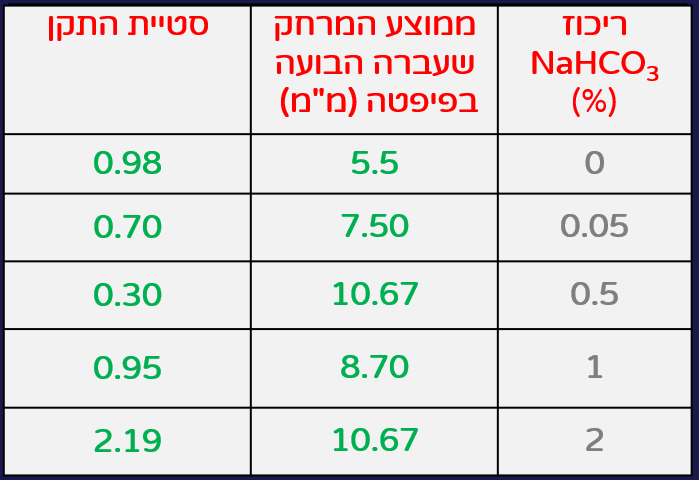 ריכוז NaHCO₃ (%) | ממוצע המרחק שעברה הבועה בפיפטה (מ"מ) | סטיית התקן
0 | 5.5 | 0.98
0.05 | 7.50 | 0.70
0.5 | 10.67 | 0.30
1 | 8.70 | 0.95
2 | 10.67 | 2.19